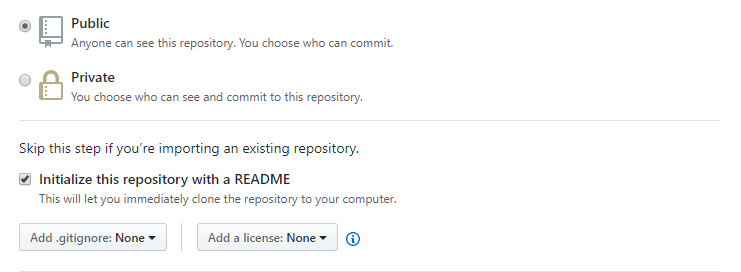 Public
Anyone can see this repository. You choose who can commit.
Private
You choose who can see and commit to this repository.
Skip this step if you’re importing an existing repository.
Initialize this repository with a README
This will let you immediately clone the repository to your computer.
Add .gitignore: None Add a license: None